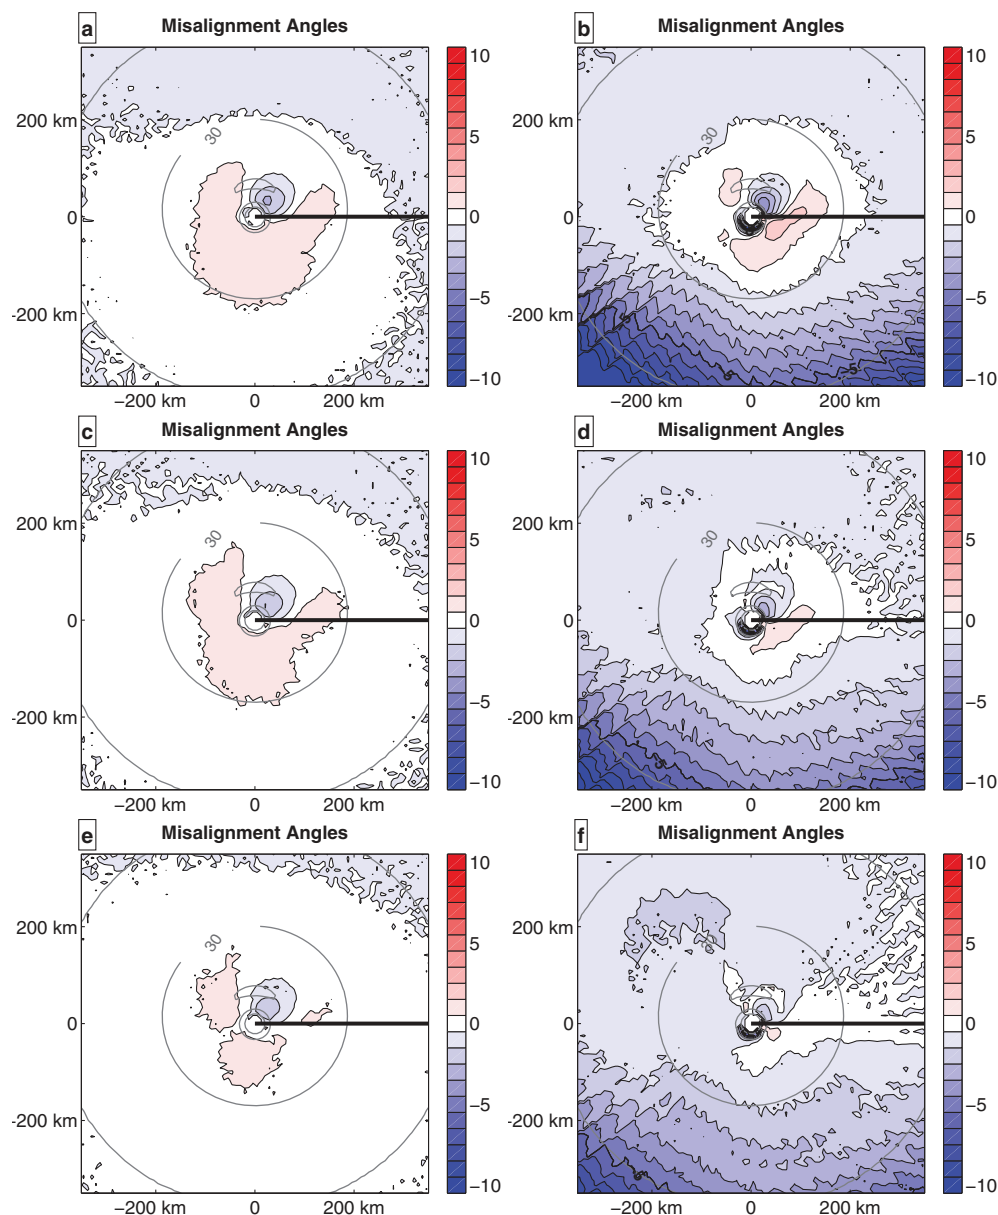 a Misalignment Angles
b Misalignment Angles
10
10
200 km
200 km
30
30
5
5
0
0
0
0
−5
−5
-200 km
-200 km
−5
−10
−10
−200 km 0 200 km
−200 km 0 200 km
c Misalignment Angles
d Misalignment Angles
10
10
200 km
200 km
30
30
5
5
0
0
0
0
−5
−5
-200 km
-200 km
−10
−10
−200 km 0 200 km
−200 km 0 200 km
e Misalignment Angles
f Misalignment Angles
10
10
200 km
200 km
30
30
5
5
0
0
0
0
−5
−5
-200 km
-200 km
−10
−10
−200 km 0 200 km
−200 km 0 200 km